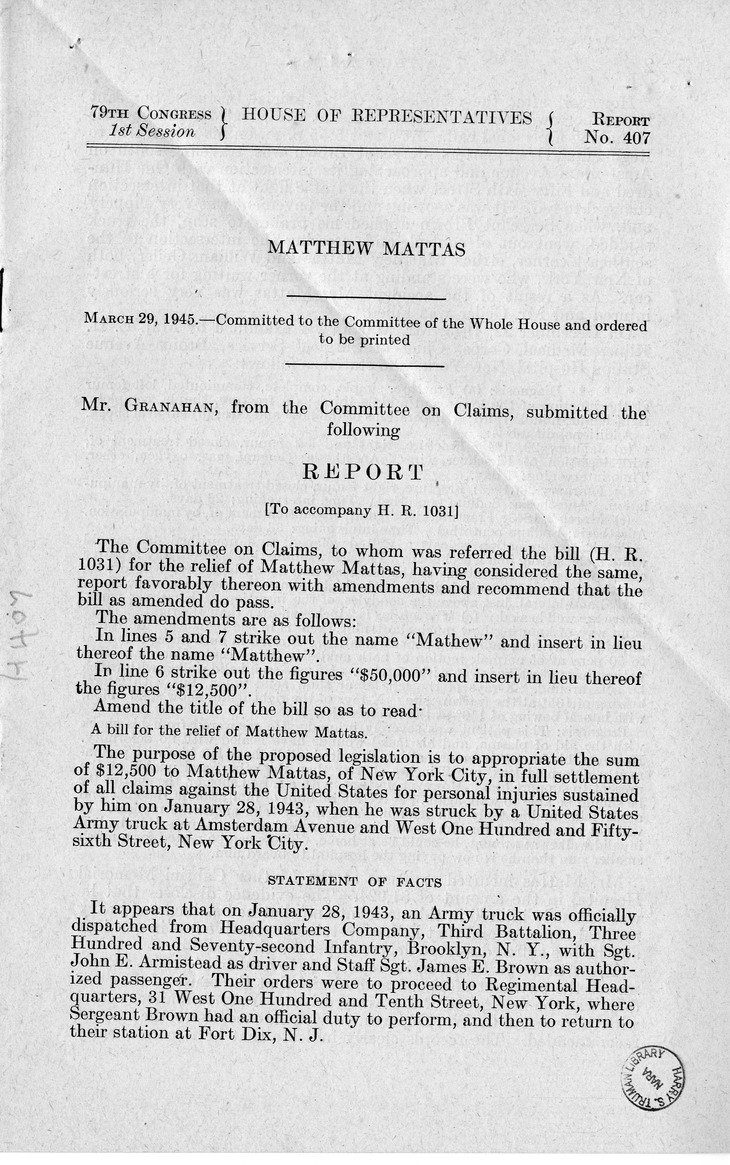 79TH CONGRESS } HOUSE OF REPRESENTATIVES { REPORT
1st Session } { No. 407
MATTHEW MATTAS
MARCH 29, 1945.—Committed to the Committee of the Whole House and ordered
to be printed
Mr. GRANAHAN, from the Committee on Claims, submitted the
following
REPORT
[To accompany H. R. 1031]
The Committee on Claims, to whom was referred the bill (H. R.
1031) for the relief of Matthew Mattas, having considered the same,
report favorably thereon with amendments and recommend that the
bill as amended do pass.
The amendments are as follows:
In lines 5 and 7 strike out the name "Mathew" and insert in lieu
thereof the name "Matthew".
In line 6 strike out the figures "$50,000" and insert in lieu thereof
the figures "$12,500".
Amend the title of the bill so as to read·
A bill for the relief of Matthew Mattas.
The purpose of the proposed legislation is to appropriate the sum
of $12,500 to Matthew Mattas, of New York City, in full settlement
of all claims against the United States for personal injuries sustained
by him on January 28, 1943, when he was struck by a United States
Army truck at Amsterdam Avenue and West One Hundred and Fifty-
sixth Street, New York City.
STATEMENT OF FACTS
It appears that on January 28, 1943, an Army truck was officially
dispatched from Headquarters Company, Third Battalion, Three
Hundred and Seventy-second Infantry, Brooklyn, N. Y., with Sgt.
John E. Armistead as driver and Staff Sgt. James E. Brown as author-
ized passenger. Their orders were to proceed to Regimental Head-
quarters, 31 West One Hundred and Tenth Street, New York, where
Sergeant Brown had an official duty to perform, and then to return to
their station at Fort Dix, N. J.
HARRY S. TRUMAN LIBRARY
NARA